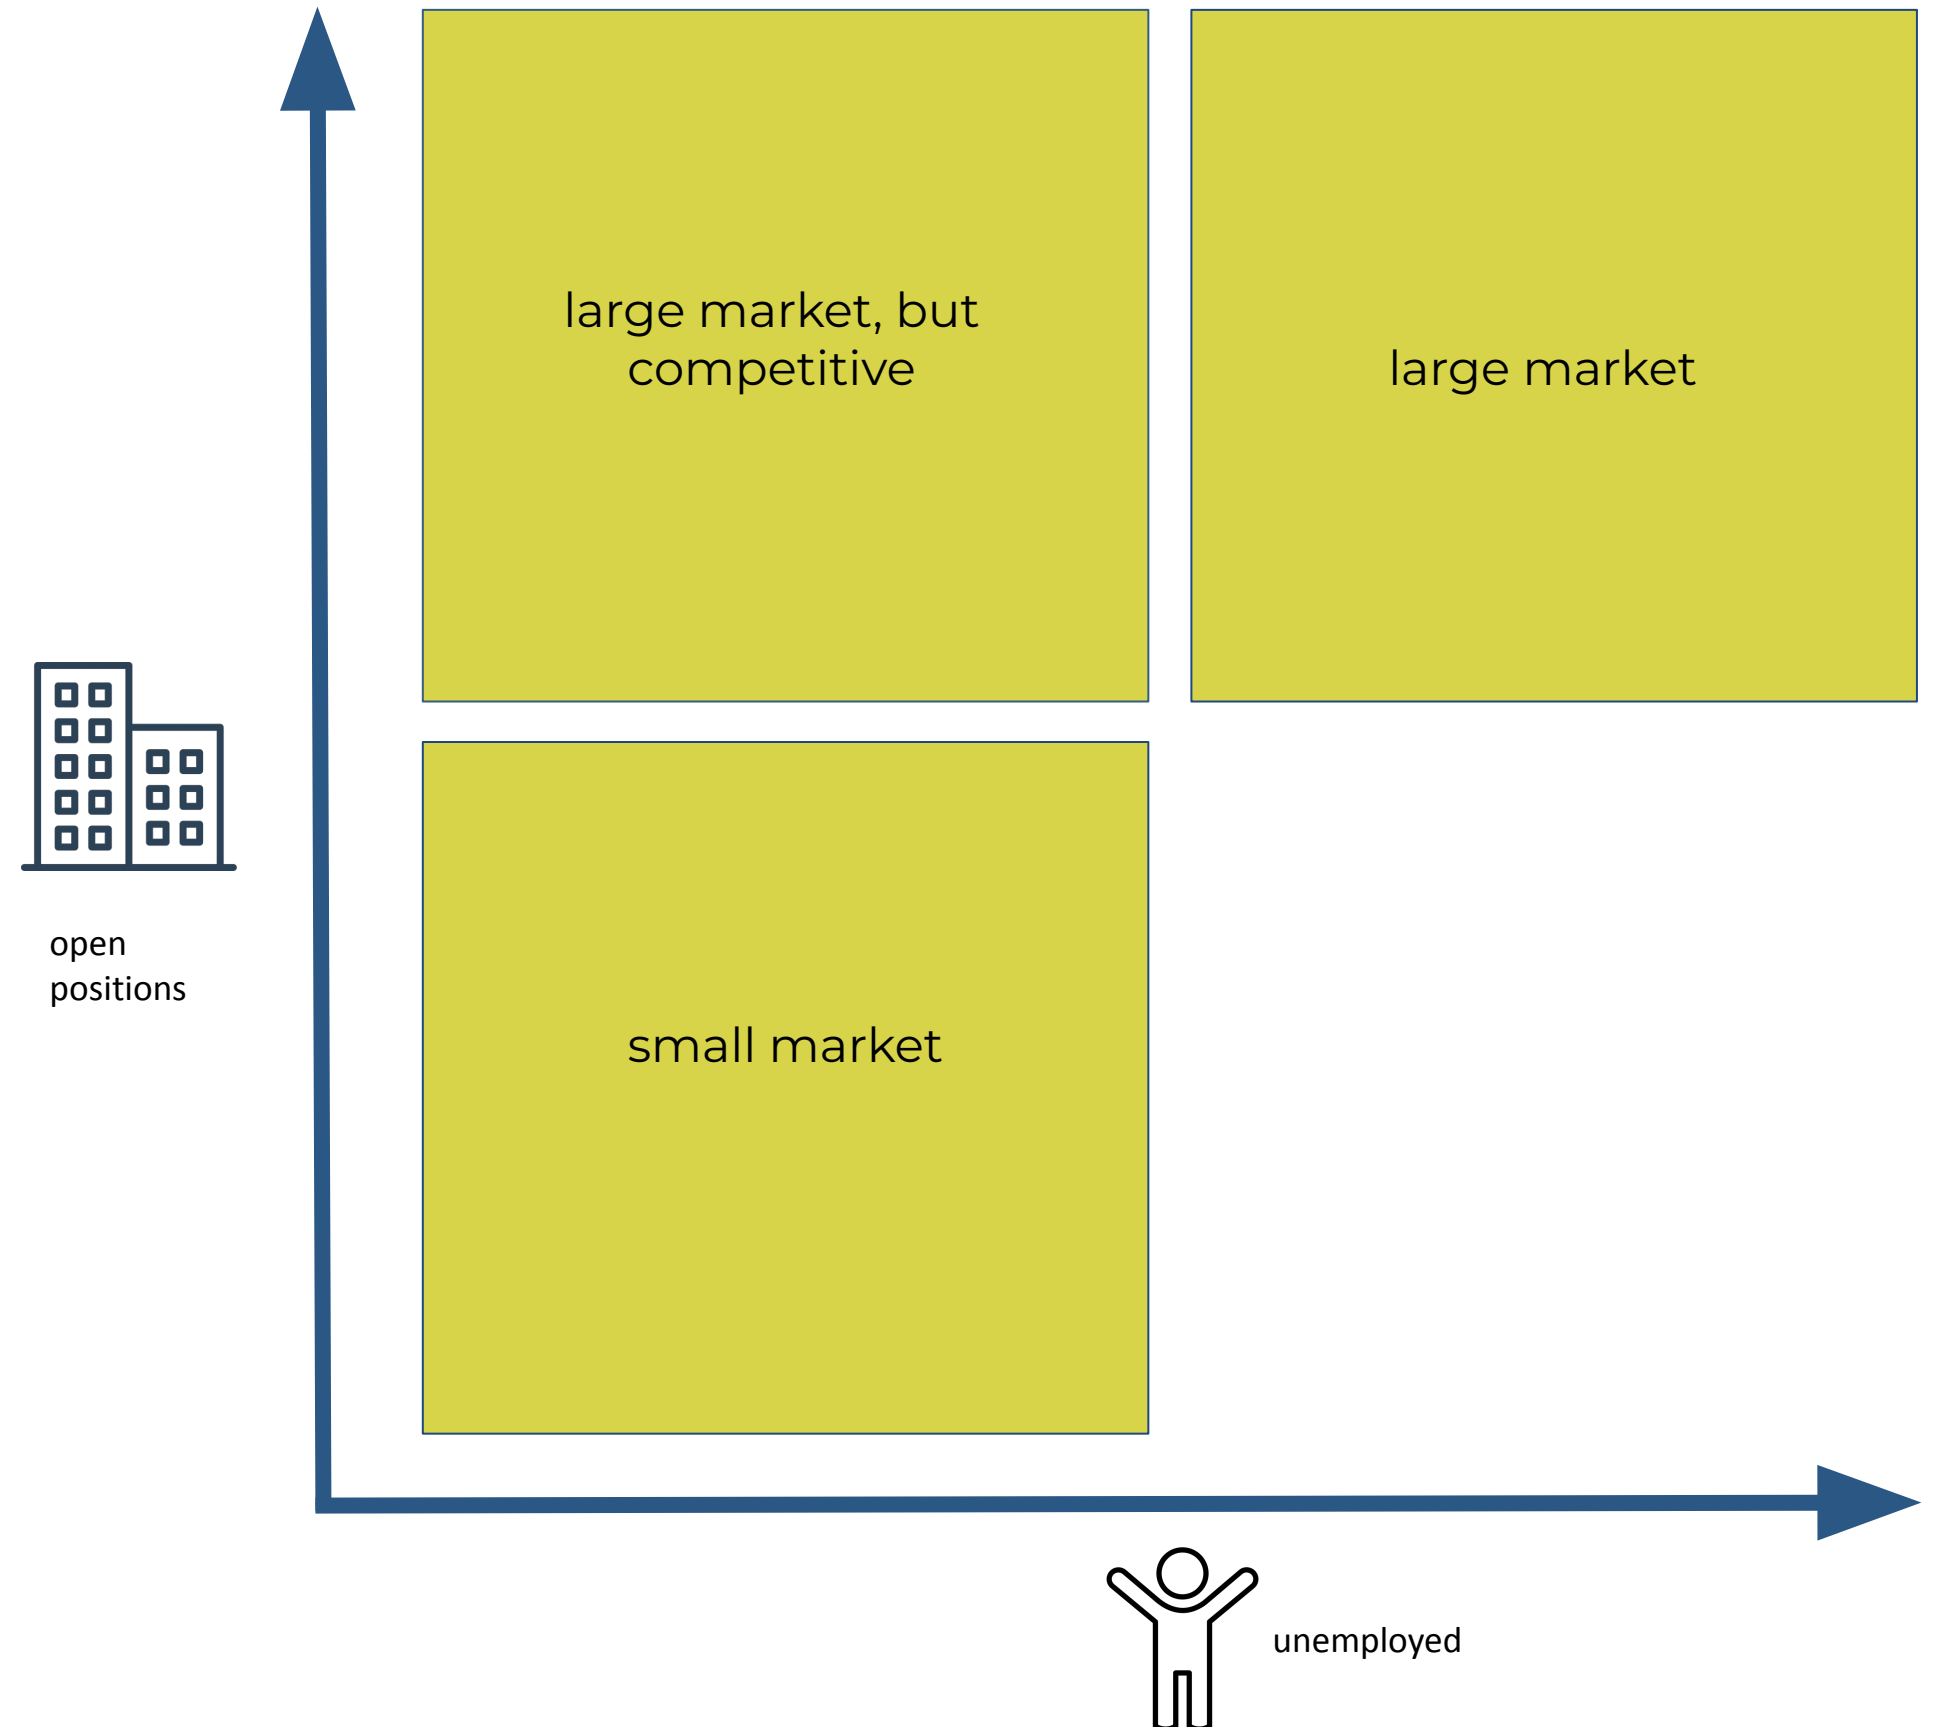 large market, but
competitive
large market
open
positions
small market
unemployed